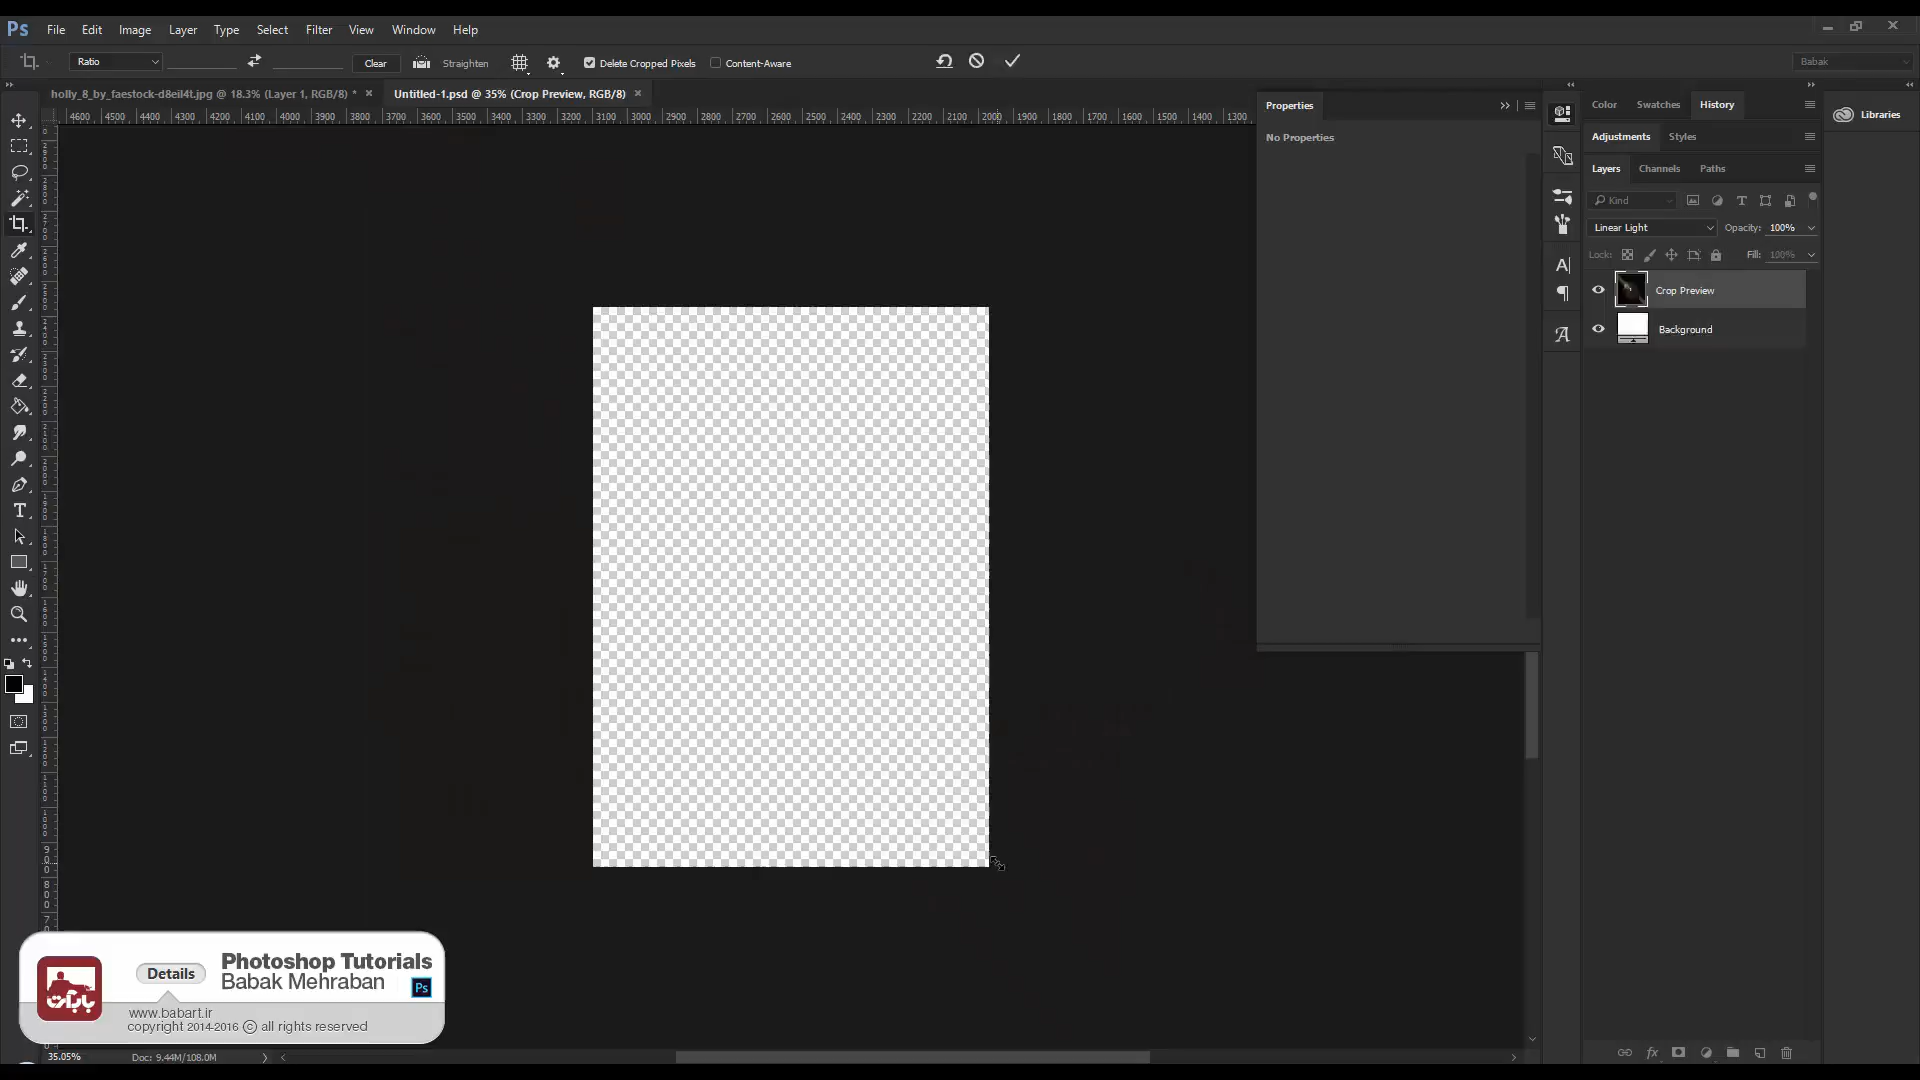 Ps File Edit Image Layer Type Select Filter View Window Help
Ratio Clear Straighten Delete Cropped Pixels Content-Aware Babak
holly_8_by_faestock-d8eil4t.jpg @ 18.3% (Layer 1, RGB/8) * × Untitled-1.psd @ 35% (Crop Preview, RGB/8) ×
4600 4500 4400 4300 4200 4100 4000 3900 3800 3700 3600 3500 3400 3300 3200 3100 3000 2900 2800 2700 2600 2500 2400 2300 2200 2100 2000 1900 1800 1700 1600 1500 1400 1300
Properties
No Properties
Color Swatches History
Libraries
Adjustments Styles
Layers Channels Paths
Kind
Linear Light Opacity: 100%
Lock: Fill: 100%
Crop Preview
Background
Details
Photoshop Tutorials
Babak Mehraban Ps
www.babart.ir
copyright 2014-2016 © all rights reserved
بابآرت
35.05% Doc: 9.44M/108.0M